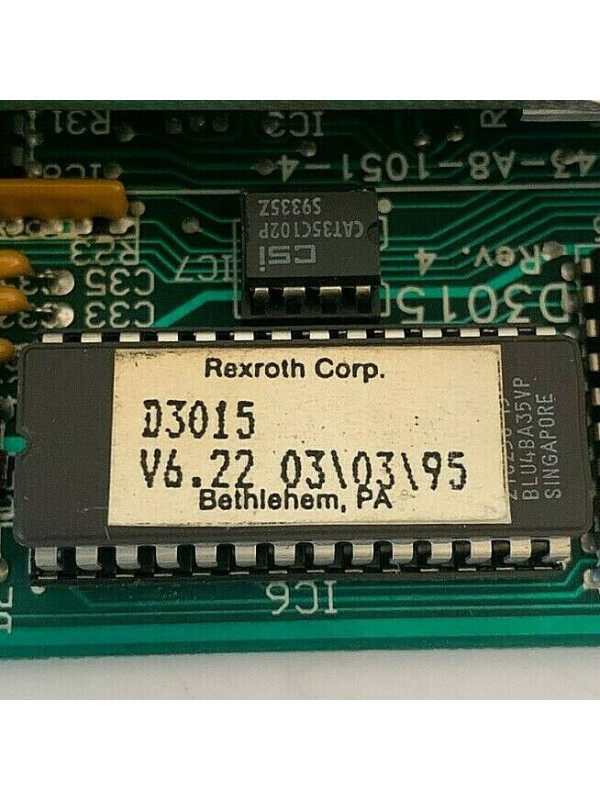 R31
IC3
IC8
43-A8-1051-4
CAT35C102P
S9335Z
CSi
IC7
R23
Rev. 4
C35
D3015
C33
Rexroth Corp.
D3015
V6.22 03\03\95
Bethlehem, PA
BLU4BA35VP
SINGAPORE
IC6